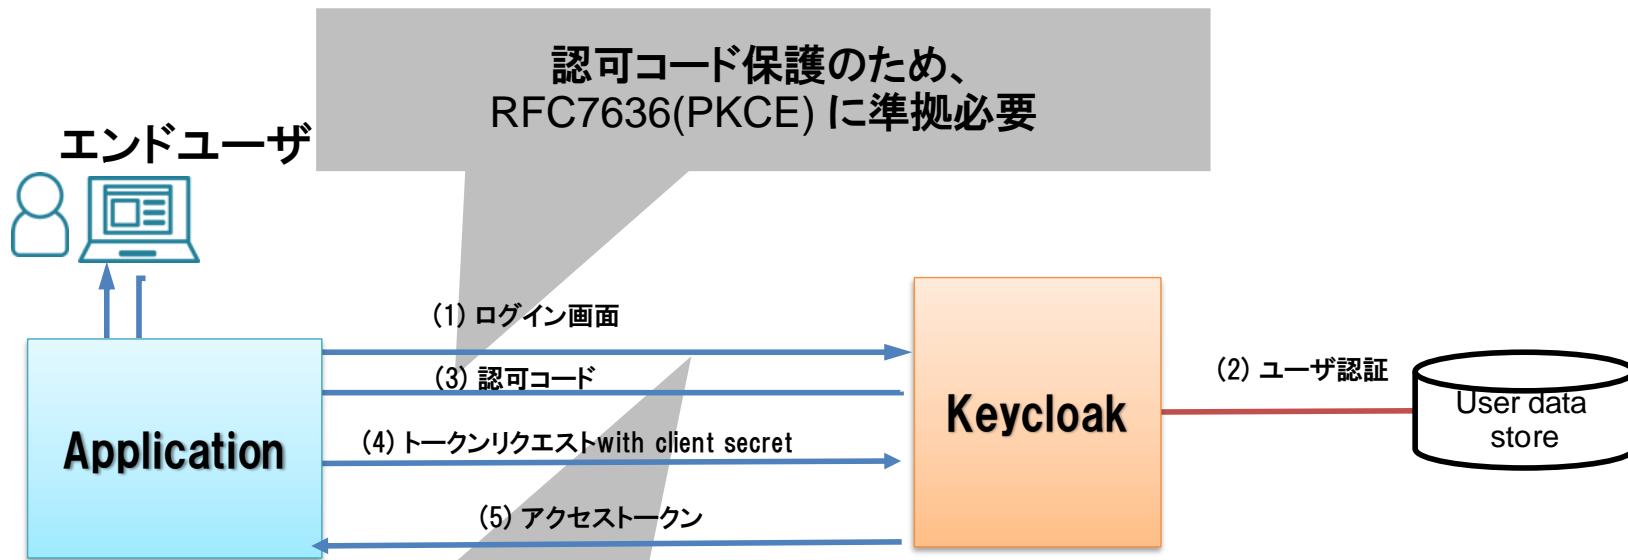 認可コード保護のため、
RFC7636(PKCE) に準拠必要
エンドユーザ
(1) ログイン画面
(3) 認可コード
(2) ユーザ認証
Application
Keycloak
User data
store
(4) トークンリクエストwith client secret
(5) アクセストークン